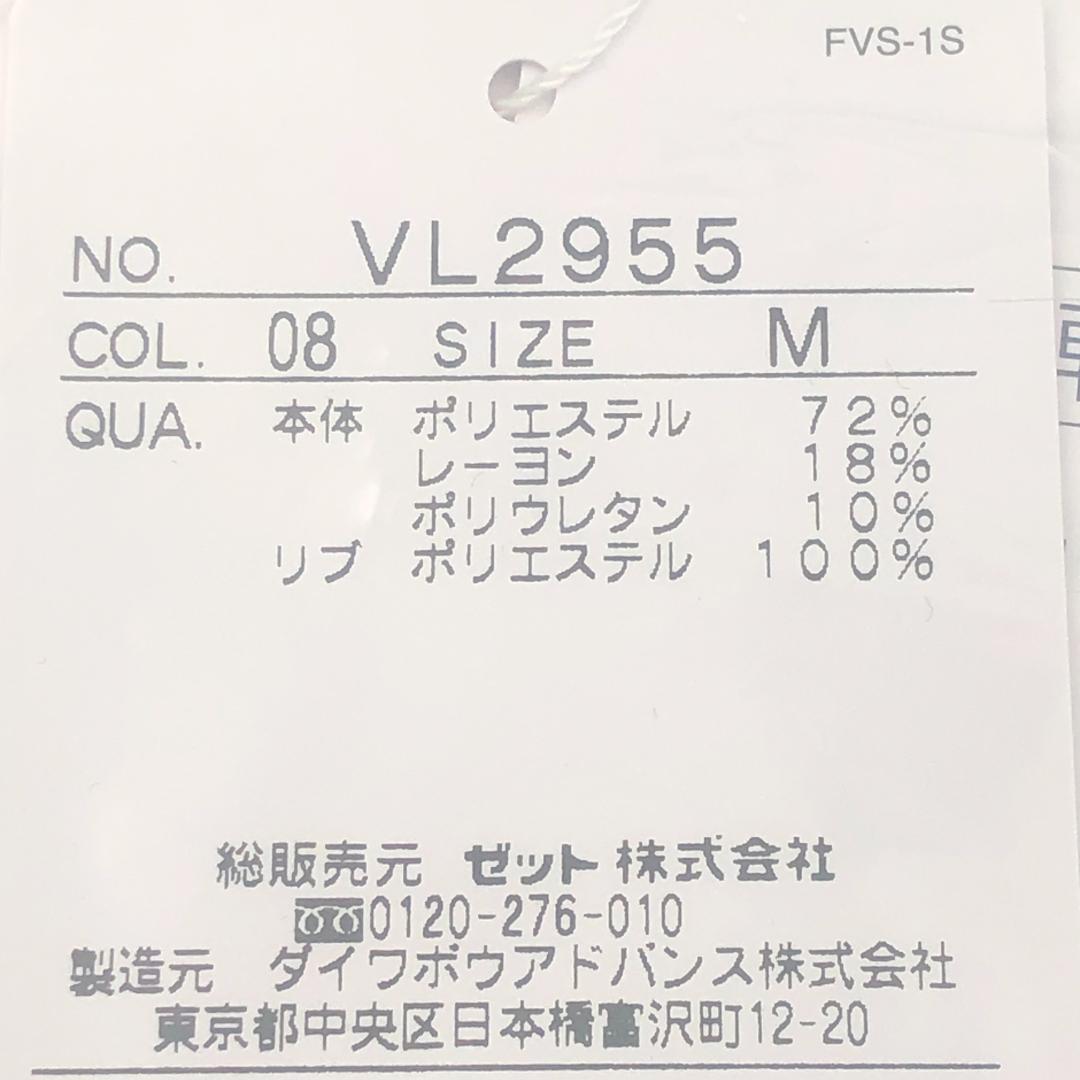 FVS-1S
NO. VL2955
COL. 08 SIZE M
QUA. 本体 ポリエステル 72%
レーヨン 18%
ポリウレタン 10%
リブ ポリエステル 100%
総販売元 ゼット株式会社
0120-276-010
製造元 ダイワボウアドバンス株式会社
東京都中央区日本橋富沢町12-20